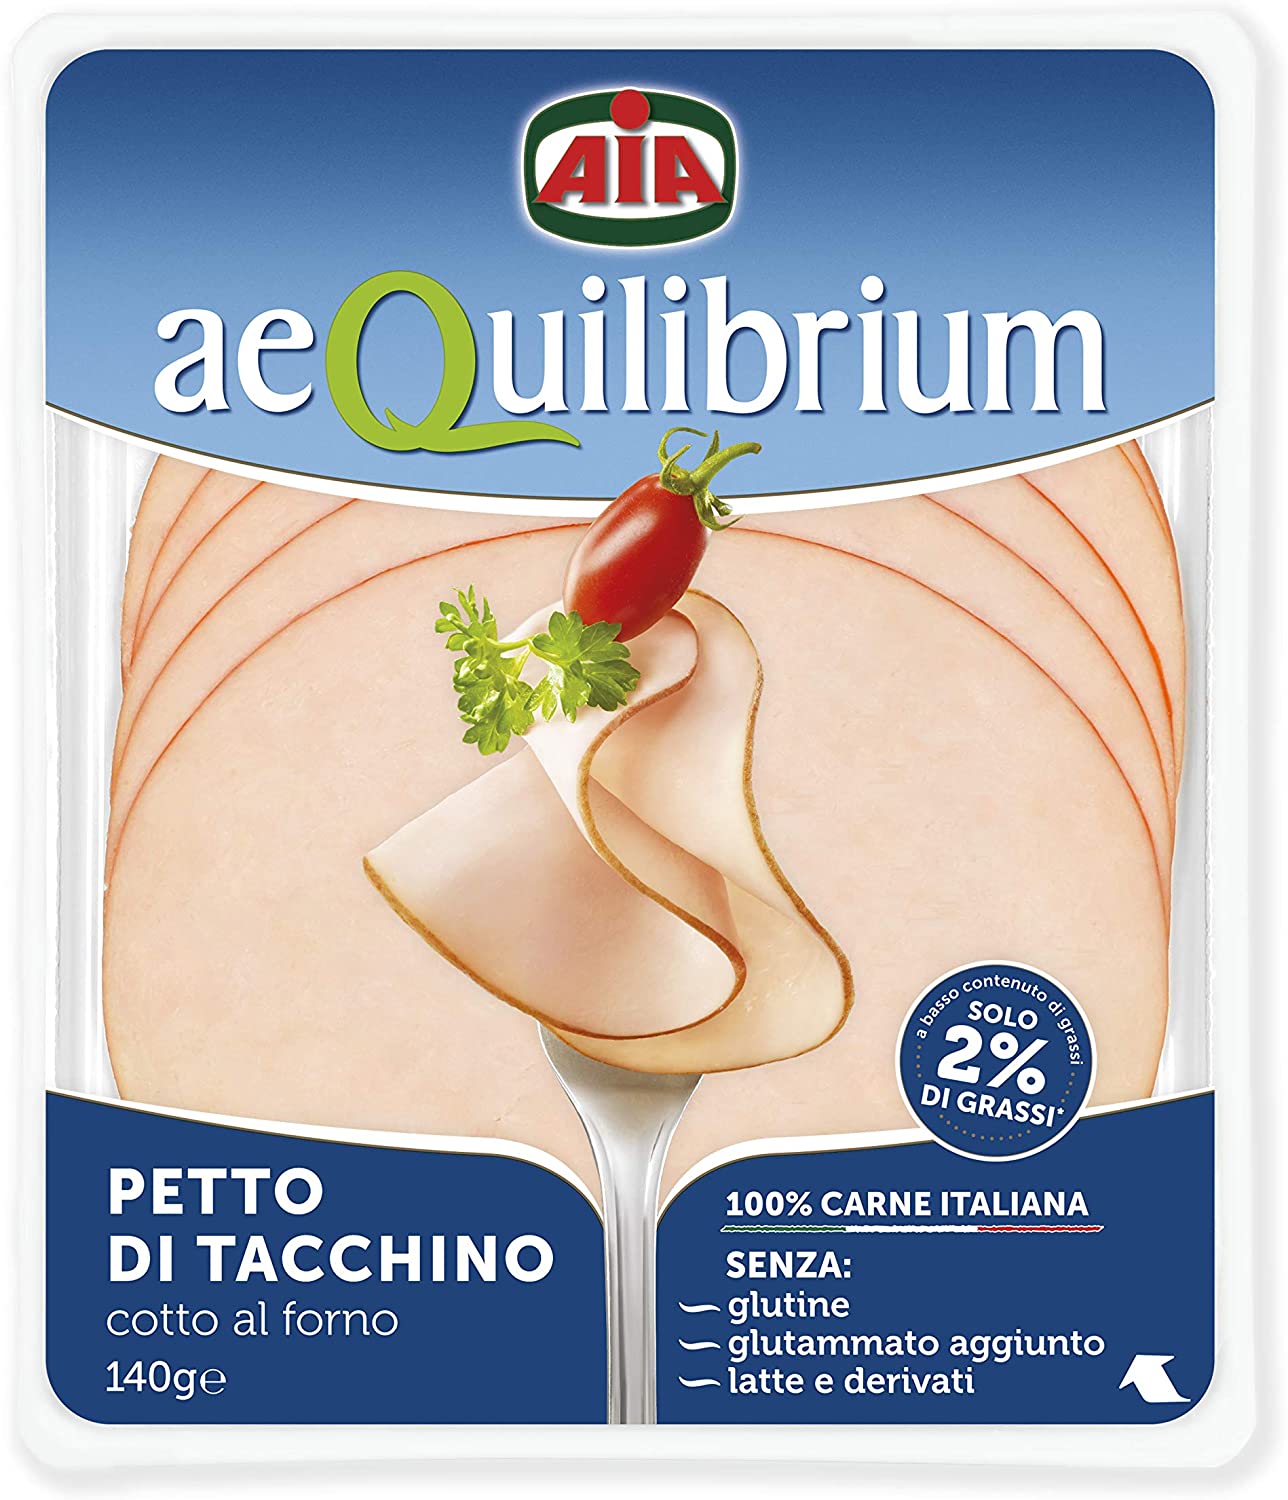 AIA
aeQuilibrium
a basso contenuto di grassi
SOLO
2%
DI GRASSI*
PETTO
DI TACCHINO
cotto al forno
140g℮
100% CARNE ITALIANA
SENZA:
glutine
glutammato aggiunto
latte e derivati